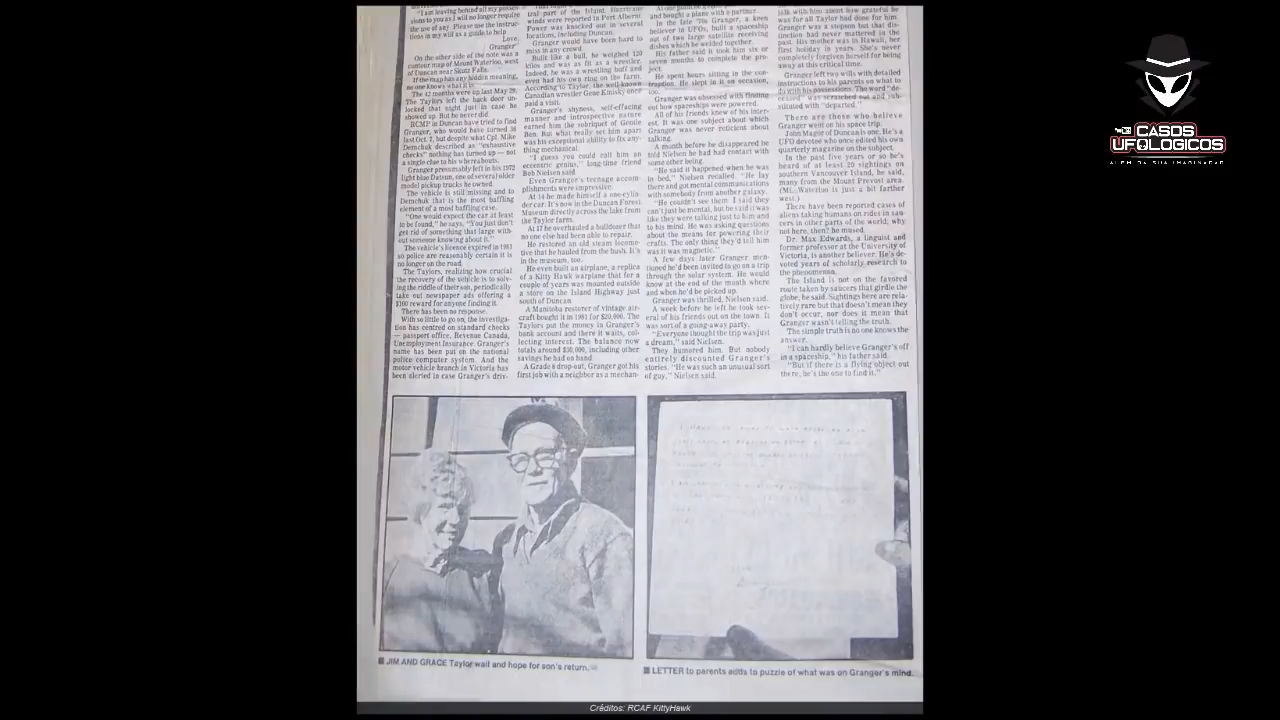 "I am leaving behind all my posses-
sions to you as I will no longer require
the use of any. Please use the instruc-
tions in my will as a guide to help
Love,
Granger"
On the other side of the note was a
contour map of Mount Waterloo, west
of Duncan near Skutz Falls.
If the map has any hidden meaning,
no one knows what it is.
The 42 months were up last May 29.
The Taylors left the back door un-
locked that night just in case he
showed up. But he never did.
RCMP in Duncan have tried to find
Granger, who would have turned 36
last Oct. 7, but despite what Cpl. Mike
Demchuk described as "exhaustive
checks" nothing has turned up — not
a single clue to his whereabouts.
Granger presumably left in his 1972
light blue Datsun, one of several older
model pickup trucks he owned.
The vehicle is still missing and to
Demchuk that is the most baffling
element of a most baffling case.
"One would expect the car at least
to be found," he says, "You just don't
get rid of something that large with-
out someone knowing about it."
The vehicle's licence expired in 1981
so police are reasonably certain it is
no longer on the road.
The Taylors, realizing how crucial
the recovery of the vehicle is to solv-
ing the riddle of their son, periodically
take out newspaper ads offering a
$100 reward for anyone finding it.
There has been no response.
With so little to go on, the investiga-
tion has centred on standard checks
— passport office, Revenue Canada,
Unemployment Insurance. Granger's
name has been put on the national
police computer system. And the
motor vehicle branch in Victoria has
been alerted in case Granger's driv-
tral part of the Island. Hurricane
winds were reported in Port Alberni.
Power was knocked out in several
locations, including Duncan.
Granger would have been hard to
miss in any crowd.
Built like a bull, he weighed 120
kilos and was as fit as a wrestler.
Indeed, he was a wrestling buff and
even had his own ring on the farm.
According to Taylor, the well-known
Canadian wrestler Gene Kinisky once
paid a visit.
Granger's shyness, self-effacing
manner and introspective nature
earned him the sobriquet of Gentle
Ben. But what really set him apart
was his exceptional ability to fix any-
thing mechanical.
"I guess you could call him an
eccentric genius," long-time friend
Bob Nielsen said.
Even Granger's teenage accom-
plishments were impressive.
At 14 he made himself a one-cylin-
der car. It's now in the Duncan Forest
Museum directly across the lake from
the Taylor farm.
At 17 he overhauled a bulldozer that
no one else had been able to repair.
He restored an old steam locomo-
tive that he hauled from the bush. It's
in the museum, too.
He even built an airplane, a replica
of a Kitty Hawk warplane that for a
couple of years was mounted outside
a store on the Island Highway just
south of Duncan.
A Manitoba restorer of vintage air-
craft bought it in 1981 for $20,000. The
Taylors put the money in Granger's
bank account and there it waits, col-
lecting interest. The balance now
totals around $30,000, including other
savings he had on hand.
A Grade 8 drop-out, Granger got his
first job with a neighbor as a mechan-
and bought a plane with a partner.
In the late '70s Granger, a keen
believer in UFOs, built a spaceship
out of two large satellite receiving
dishes which he welded together.
His father said it took him six or
seven months to complete the pro-
ject.
He spent hours sitting in the con-
traption. He slept in it on occasion,
too.
Granger was obsessed with finding
out how spaceships were powered.
All of his friends knew of his inter-
est. It was one subject about which
Granger was never reticent about
talking.
A month before he disappeared he
told Nielsen he had had contact with
some other being.
"He said it happened when he was
in bed," Nielsen recalled. "He lay
there and got mental communications
with somebody from another galaxy.
"He couldn't see them. I said they
can't just be mental, but he said it was
like they were talking just to him and
to his mind. He was asking questions
about the means for powering their
crafts. The only thing they'd tell him
was it was magnetic."
A few days later Granger men-
tioned he'd been invited to go on a trip
through the solar system. He would
know at the end of the month where
and when he'd be picked up.
Granger was thrilled, Nielsen said.
A week before he left he took sev-
eral of his friends out on the town. It
was sort of a going-away party.
"Everyone thought the trip was just
a dream," said Nielsen.
They humored him. But nobody
entirely discounted Granger's
stories. "He was such an unusual sort
of guy," Nielsen said.
talk with him about how grateful he
was for all Taylor had done for him.
Granger was a stepson but that dis-
tinction had never mattered in the
past. His mother was in Hawaii, her
first holiday in years. She's never
completely forgiven herself for being
away at this critical time.
Granger left two wills with detailed
instructions to his parents on what to
do with his possessions. The word "de-
ceased" was scratched out and sub-
stituted with "departed."
There are those who believe
Granger went on his space trip.
John Magor of Duncan is one. He's a
UFO devotee who once edited his own
quarterly magazine on the subject.
In the past five years or so he's
heard of at least 20 sightings on
southern Vancouver Island, he said,
many from the Mount Prevost area.
(Mt. Waterloo is just a bit farther
west.)
There have been reported cases of
aliens taking humans on rides in sau-
cers in other parts of the world, why
not here, then? he mused.
Dr. Max Edwards, a linguist and
former professor at the University of
Victoria, is another believer. He's de-
voted years of scholarly research to
the phenomenon.
The Island is not on the favored
route taken by saucers that girdle the
globe, he said. Sightings here are rela-
tively rare but that doesn't mean they
don't occur, nor does it mean that
Granger wasn't telling the truth.
The simple truth is no one knows the
answer.
"I can hardly believe Granger's off
in a spaceship," his father said.
"But if there is a flying object out
there, he's the one to find it."
JIM AND GRACE Taylor wait and hope for son's return.
LETTER to parents adds to puzzle of what was on Granger's mind.
Créditos: RCAF KittyHawk
CASOS
UFOLOGICOS
ALÉM DA SUA IMAGINAÇÃO